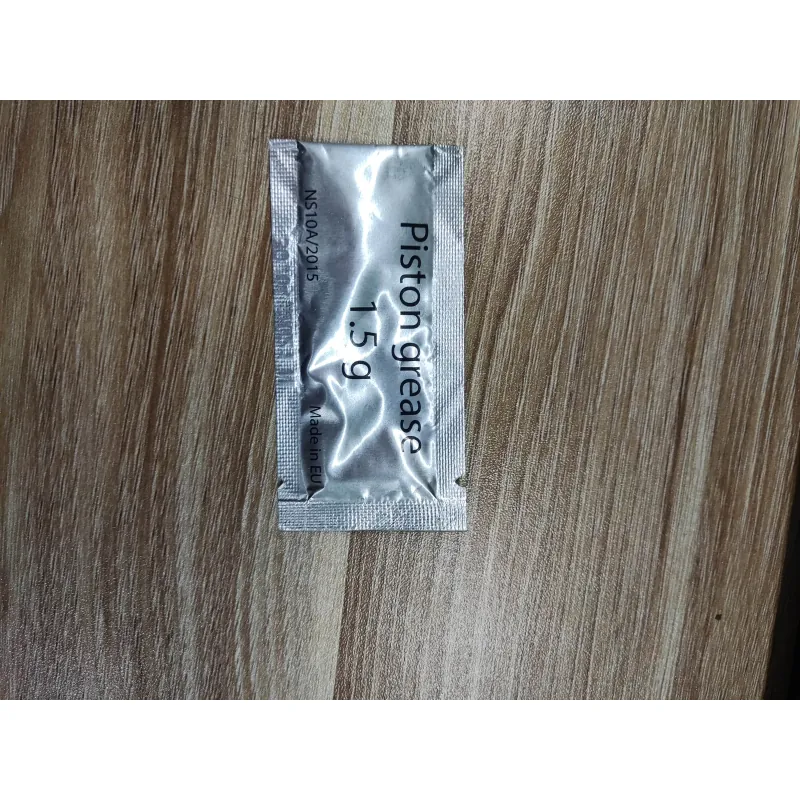 Piston grease
1.5 g
NS10A/2015
Made in EU